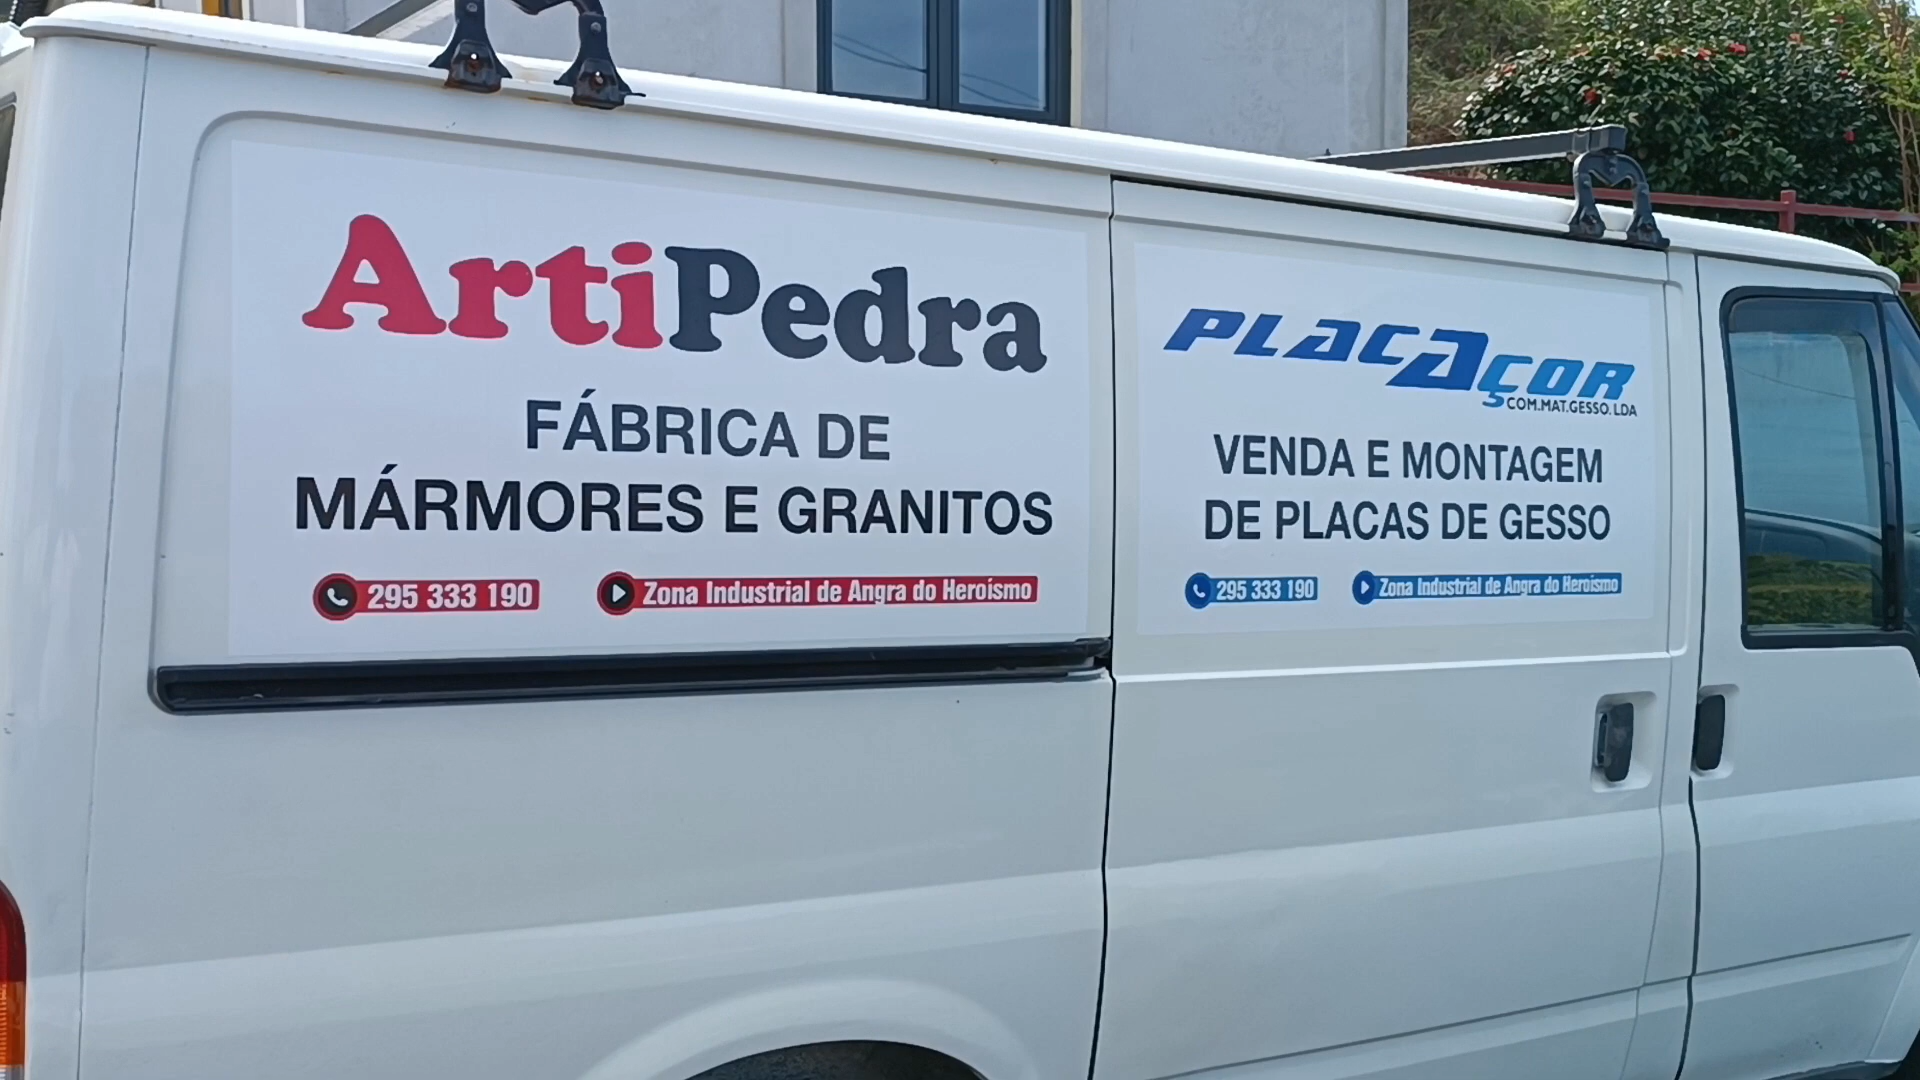 ArtiPedra
FÁBRICA DE
MÁRMORES E GRANITOS
295 333 190
Zona Industrial de Angra do Heroísmo
PLACAÇOR
COM.MAT.GESSO.LDA
VENDA E MONTAGEM
DE PLACAS DE GESSO
295 333 190
Zona Industrial de Angra do Heroísmo